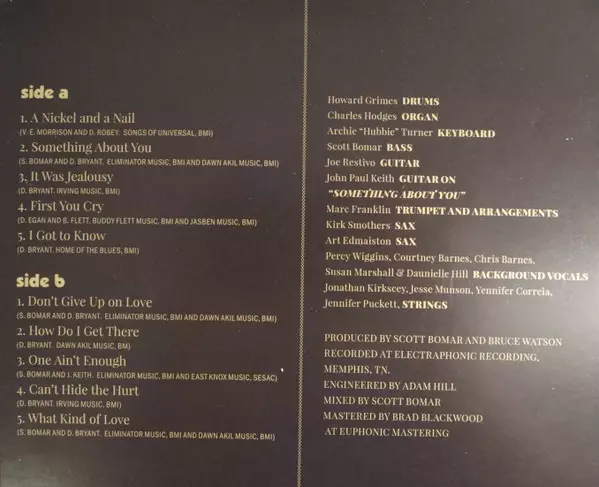 side a
1. A Nickel and a Nail
(V. E. MORRISON AND D. ROBEY. SONGS OF UNIVERSAL, BMI)
2. Something About You
(S. BOMAR AND D. BRYANT. ELIMINATOR MUSIC, BMI AND DAWN AKIL MUSIC, BMI)
3. It Was Jealousy
(D. BRYANT. IRVING MUSIC, BMI)
4. First You Cry
(D. EGAN AND B. FLETT. BUDDY FLETT MUSIC, BMI AND JASBEN MUSIC, BMI)
5. I Got to Know
(D. BRYANT. HOME OF THE BLUES, BMI)
side b
1. Don't Give Up on Love
(S. BOMAR AND D. BRYANT. ELIMINATOR MUSIC, BMI AND DAWN AKIL MUSIC, BMI)
2. How Do I Get There
(D. BRYANT. DAWN AKIL MUSIC, BM)
3. One Ain't Enough
(S. BOMAR AND J. KEITH. ELIMINATOR MUSIC, BMI AND EAST KNOX MUSIC, SESAC)
4. Can't Hide the Hurt
(D. BRYANT. IRVING MUSIC, BMI)
5. What Kind of Love
(S. BOMAR AND D. BRYANT. ELIMINATOR MUSIC, BMI AND DAWN AKIL MUSIC, BMI)
Howard Grimes DRUMS
Charles Hodges ORGAN
Archie "Hubbie" Turner KEYBOARD
Scott Bomar BASS
Joe Restivo GUITAR
John Paul Keith GUITAR ON
"SOMETHING ABOUT YOU"
Marc Franklin TRUMPET AND ARRANGEMENTS
Kirk Smothers SAX
Art Edmaiston SAX
Percy Wiggins, Courtney Barnes, Chris Barnes,
Susan Marshall & Daunielle Hill BACKGROUND VOCALS
Jonathan Kirkscey, Jesse Munson, Yennifer Correia,
Jennifer Puckett, STRINGS
PRODUCED BY SCOTT BOMAR AND BRUCE WATSON
RECORDED AT ELECTRAPHONIC RECORDING,
MEMPHIS, TN.
ENGINEERED BY ADAM HILL
MIXED BY SCOTT BOMAR
MASTERED BY BRAD BLACKWOOD
AT EUPHONIC MASTERING